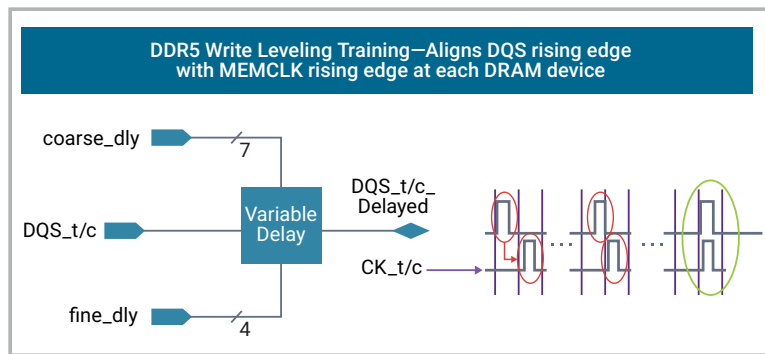 DDR5 Write Leveling Training—Aligns DQS rising edge
with MEMCLK rising edge at each DRAM device
coarse_dly
7
DQS_t/c
Variable
Delay
DQS_t/c_
Delayed
CK_t/c
fine_dly
4